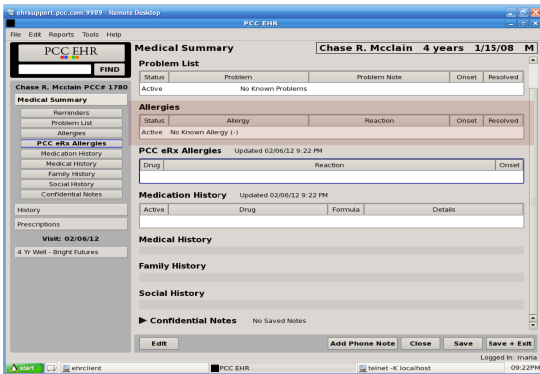 ehrsupport.pcc.com:9989 - Remote Desktop
PCC EHR
File Edit Reports Tools Help
PCC EHR
FIND
Chase R. Mcclain PCC# 1780
Medical Summary
Reminders
Problem List
Allergies
PCC eRx Allergies
Medication History
Medical History
Family History
Social History
Confidential Notes
History
Prescriptions
Visit: 02/06/12
4 Yr Well - Bright Futures
Medical Summary
Chase R. Mcclain 4 years 1/15/08 M
Problem List
Status Problem Problem Note Onset Resolved
Active No Known Problems
Allergies
Status Allergy Reaction Onset Resolved
Active No Known Allergy (-)
PCC eRx Allergies Updated 02/06/12 9:22 PM
Drug Reaction Onset
Medication History Updated 02/06/12 9:22 PM
Active Drug Formula Details
Medical History
Family History
Social History
Confidential Notes No Saved Notes
Edit Add Phone Note Close Save Save + Exit
Logged In: maria
start ehrclient PCC EHR telnet -K localhost 09:22PM